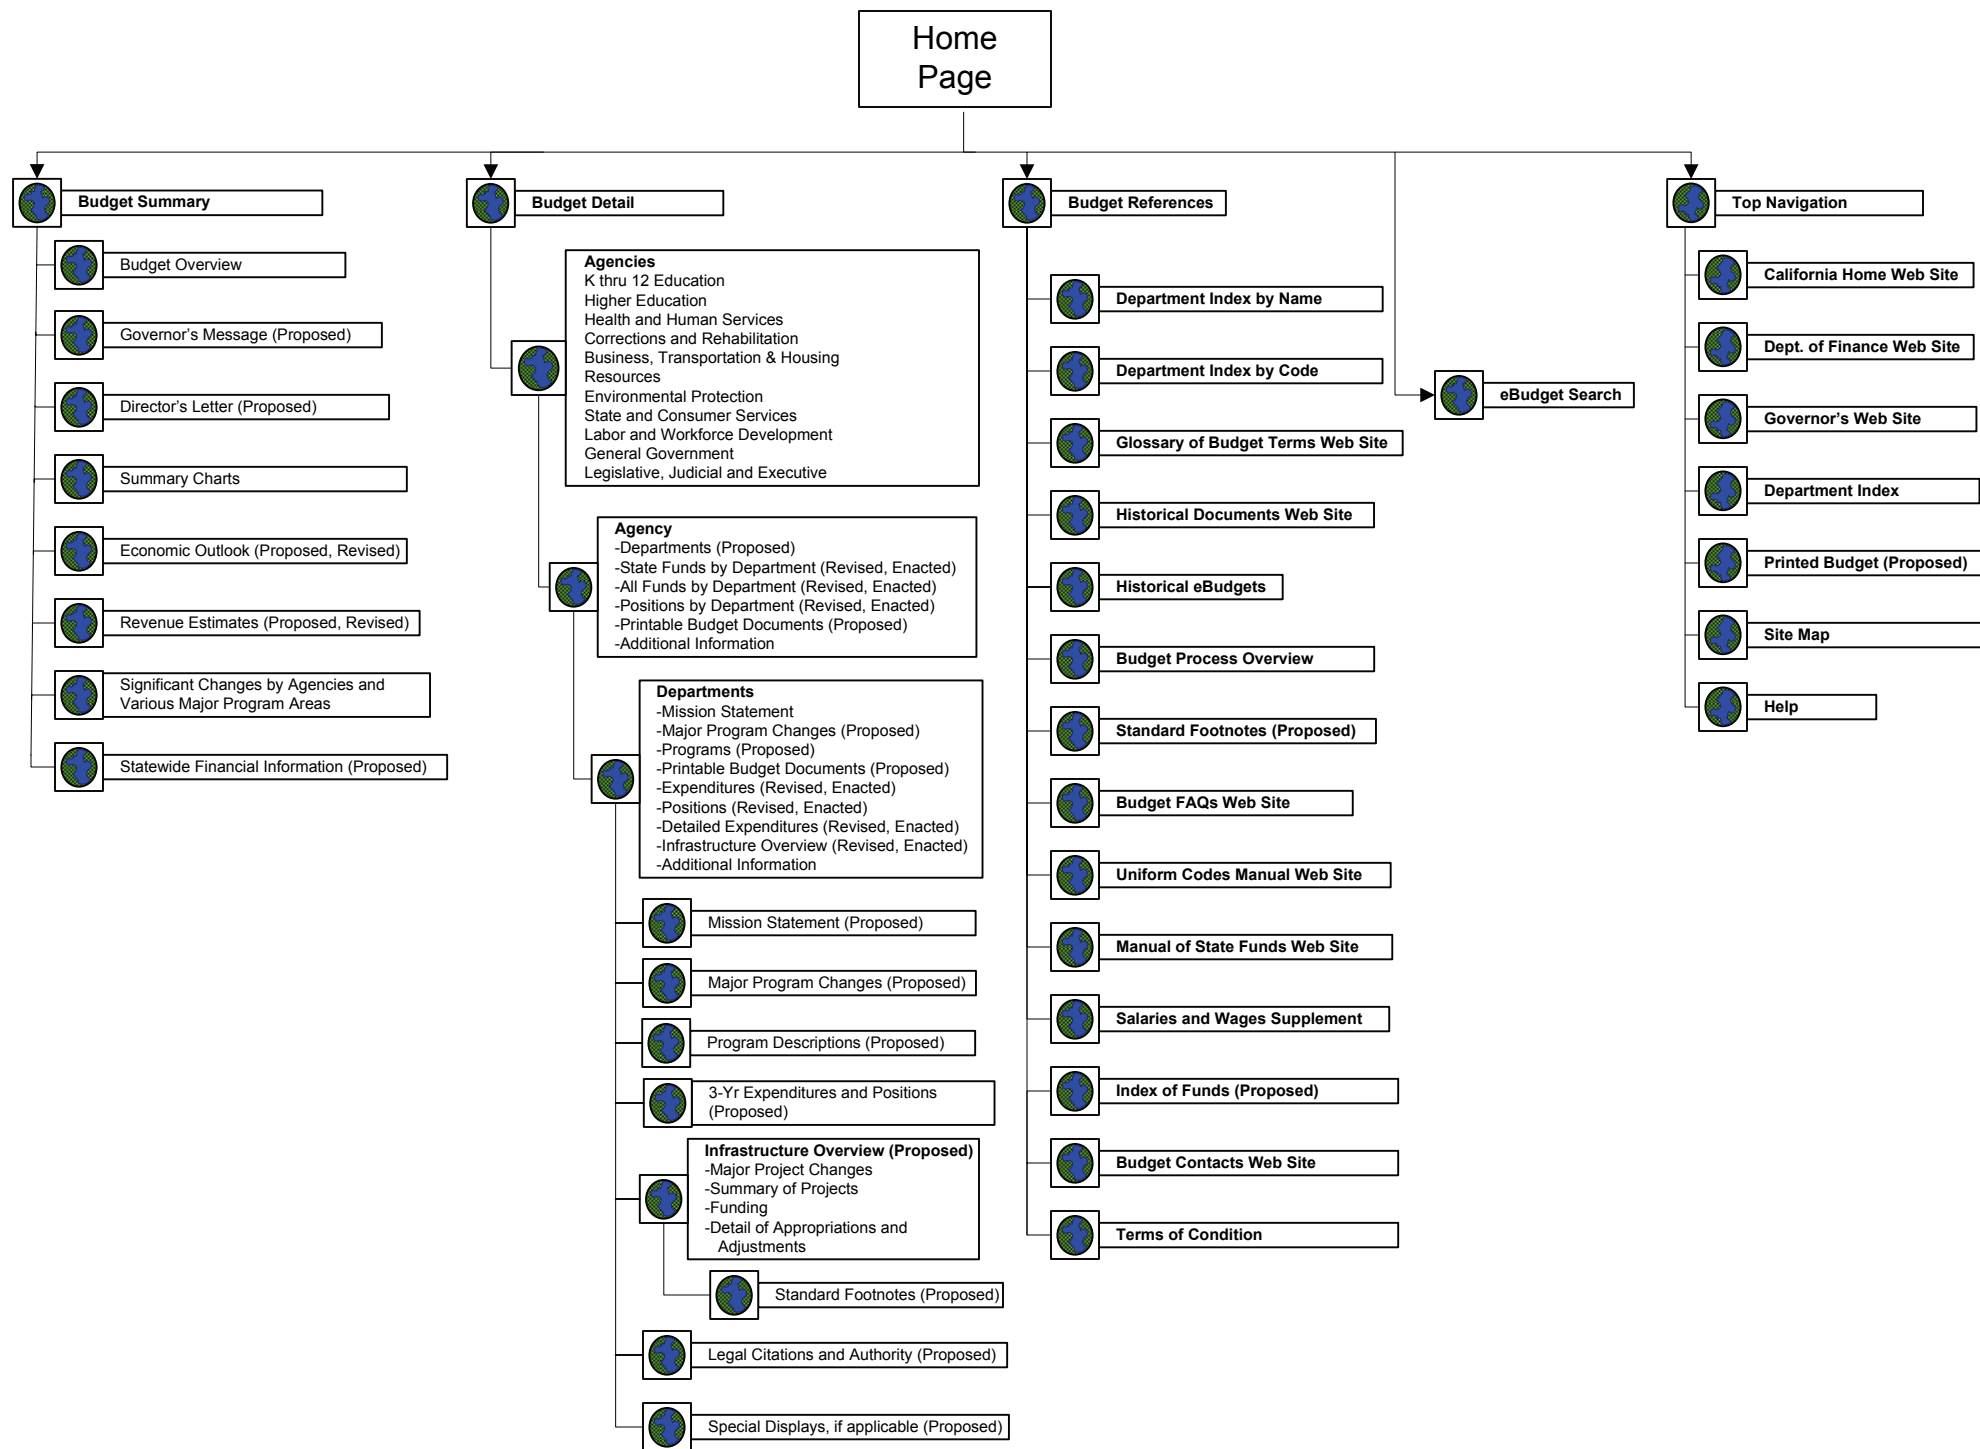 Home
Page
Budget Summary
Budget Overview
Governor's Message (Proposed)
Director's Letter (Proposed)
Summary Charts
Economic Outlook (Proposed, Revised)
Revenue Estimates (Proposed, Revised)
Significant Changes by Agencies and
Various Major Program Areas
Statewide Financial Information (Proposed)
Budget Detail
Agencies
K thru 12 Education
Higher Education
Health and Human Services
Corrections and Rehabilitation
Business, Transportation & Housing
Resources
Environmental Protection
State and Consumer Services
Labor and Workforce Development
General Government
Legislative, Judicial and Executive
Agency
-Departments (Proposed)
-State Funds by Department (Revised, Enacted)
-All Funds by Department (Revised, Enacted)
-Positions by Department (Revised, Enacted)
-Printable Budget Documents (Proposed)
-Additional Information
Departments
-Mission Statement
-Major Program Changes (Proposed)
-Programs (Proposed)
-Printable Budget Documents (Proposed)
-Expenditures (Revised, Enacted)
-Positions (Revised, Enacted)
-Detailed Expenditures (Revised, Enacted)
-Infrastructure Overview (Revised, Enacted)
-Additional Information
Mission Statement (Proposed)
Major Program Changes (Proposed)
Program Descriptions (Proposed)
3-Yr Expenditures and Positions
(Proposed)
Infrastructure Overview (Proposed)
-Major Project Changes
-Summary of Projects
-Funding
-Detail of Appropriations and
Adjustments
Standard Footnotes (Proposed)
Legal Citations and Authority (Proposed)
Special Displays, if applicable (Proposed)
Budget References
Department Index by Name
Department Index by Code
Glossary of Budget Terms Web Site
Historical Documents Web Site
Historical eBudgets
Budget Process Overview
Standard Footnotes (Proposed)
Budget FAQs Web Site
Uniform Codes Manual Web Site
Manual of State Funds Web Site
Salaries and Wages Supplement
Index of Funds (Proposed)
Budget Contacts Web Site
Terms of Condition
eBudget Search
Top Navigation
California Home Web Site
Dept. of Finance Web Site
Governor's Web Site
Department Index
Printed Budget (Proposed)
Site Map
Help